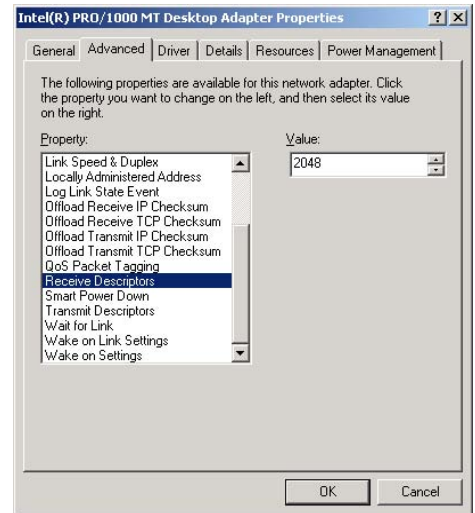 Intel(R) PRO/1000 MT Desktop Adapter Properties
General Advanced Driver Details Resources Power Management
The following properties are available for this network adapter. Click
the property you want to change on the left, and then select its value
on the right.
Property: Value:
Link Speed & Duplex 2048
Locally Administered Address
Log Link State Event
Offload Receive IP Checksum
Offload Receive TCP Checksum
Offload Transmit IP Checksum
Offload Transmit TCP Checksum
QoS Packet Tagging
Receive Descriptors
Smart Power Down
Transmit Descriptors
Wait for Link
Wake on Link Settings
Wake on Settings
OK Cancel